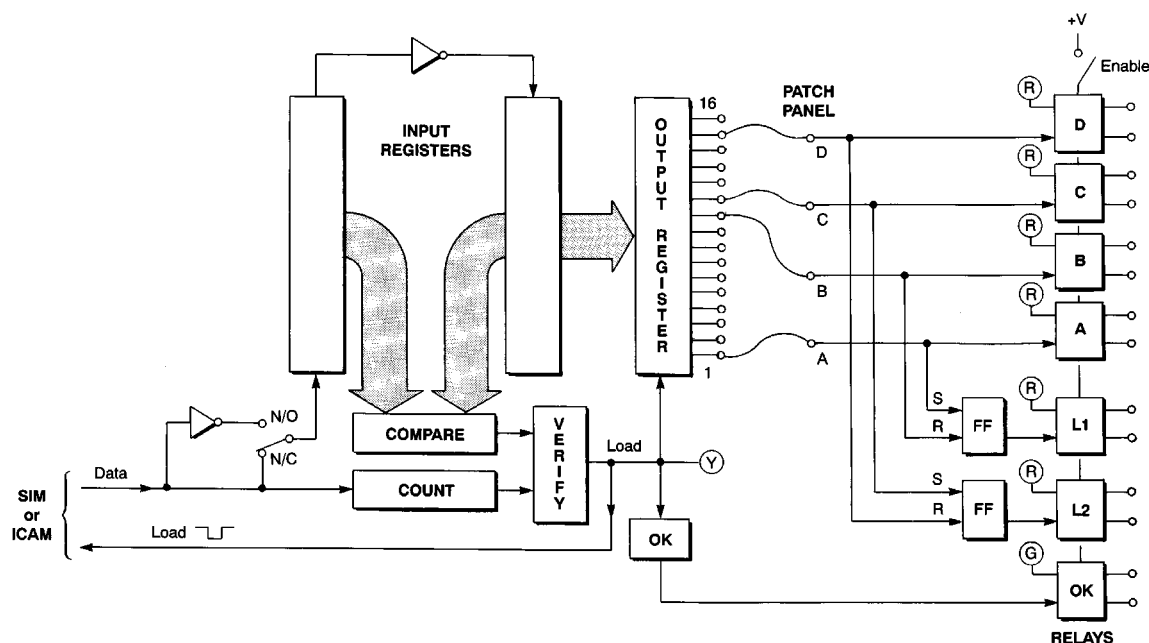 +V
Enable
16
PATCH
PANEL
R
D
INPUT
REGISTERS
OUTPUT REGISTER
D
R
C
C
R
B
B
R
A
A
1
N/O
N/C
COMPARE
COUNT
VERIFY
Load
Y
S
R
FF
R
L1
Data
SIM
or
ICAM
Load
OK
S
R
FF
R
L2
G
OK
RELAYS